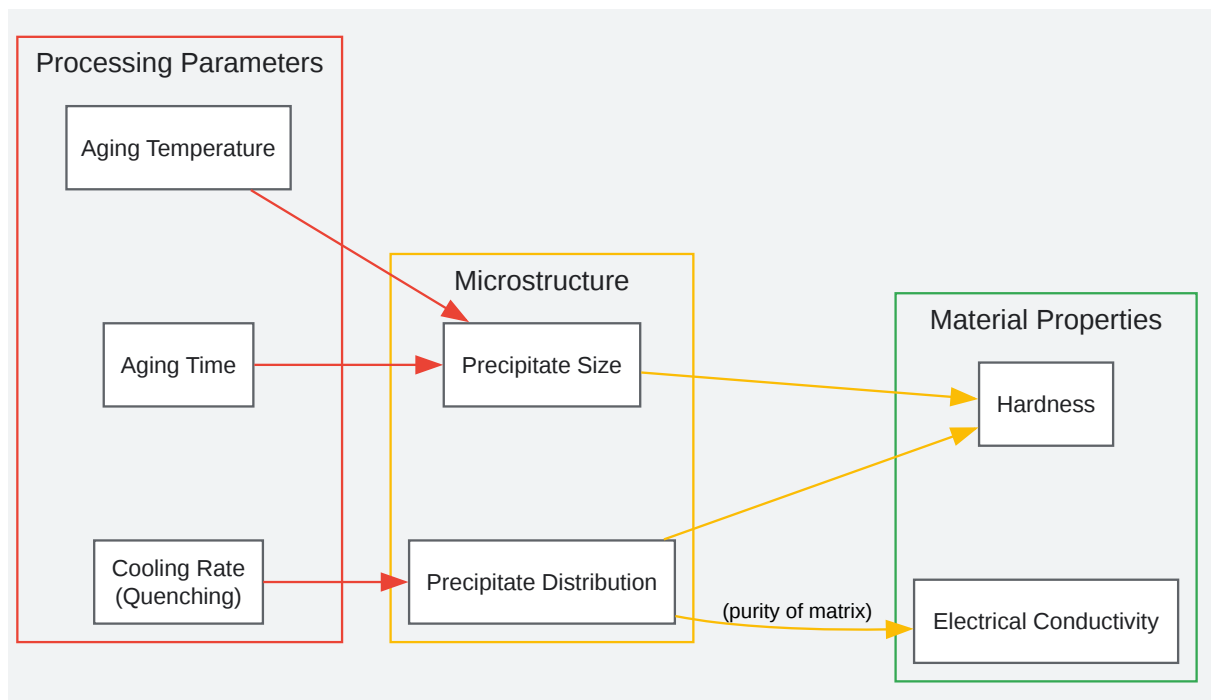 Processing Parameters
Aging Temperature
Aging Time
Cooling Rate
(Quenching)
Microstructure
Precipitate Size
Precipitate Distribution
(purity of matrix)
Material Properties
Hardness
Electrical Conductivity